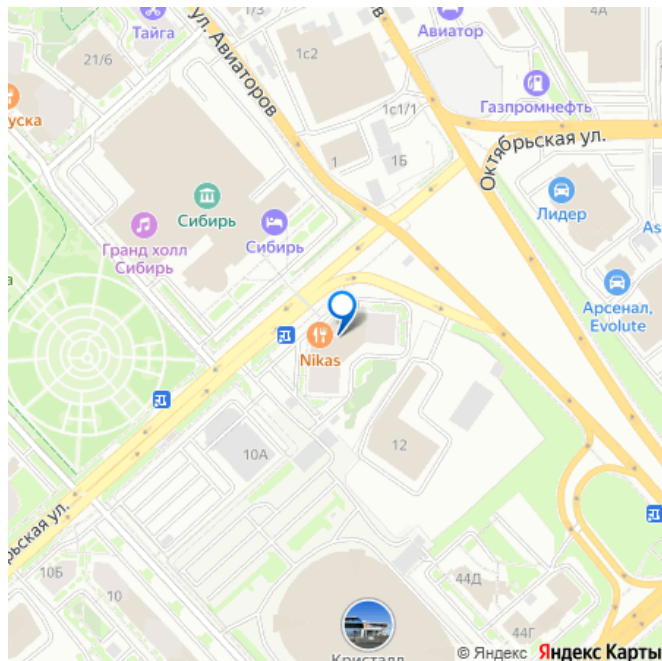 Тайга
1/3
4А
21/6
ул. Авиаторов
1с2
Авиатор
Газпромнефть
уска
1с1/1
Октябрьская ул.
1
1Б
Сибирь
Гранд холл
Сибирь
Сибирь
Лидер
As
Арсенал,
Evolute
Nikas
12
10А
рьская ул.
10Б
10
44Д
44Г
Кристалл
© Яндекс Яндекс Карты